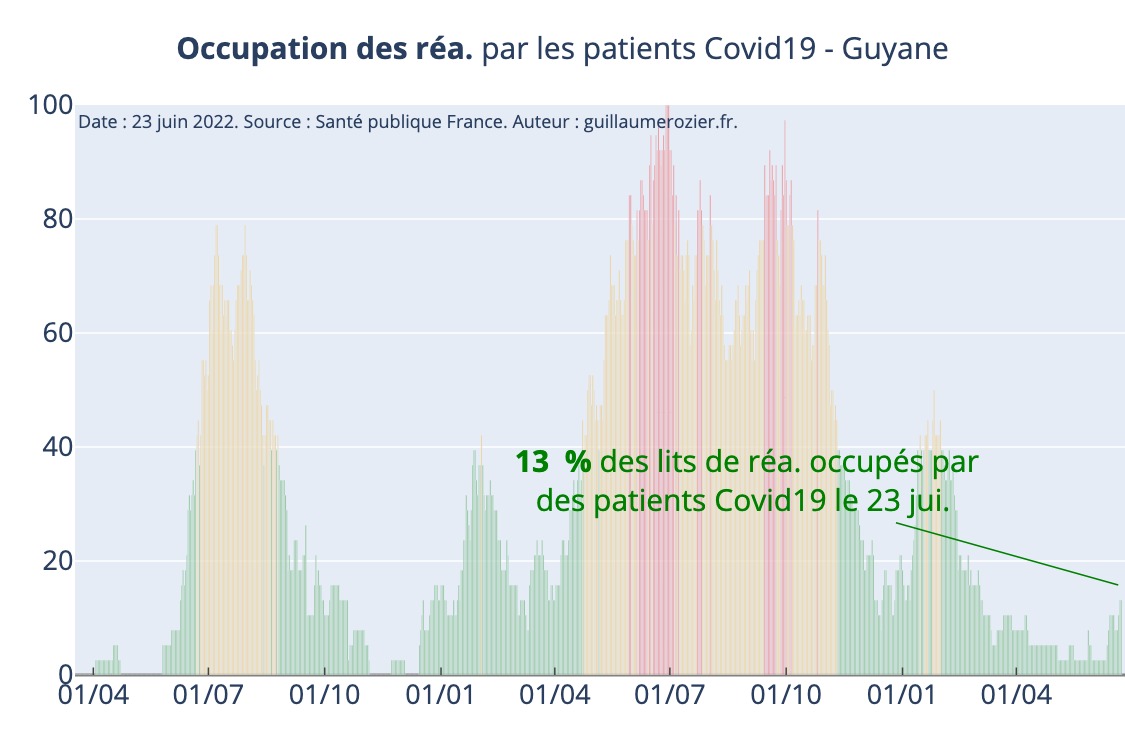 Occupation des réa. par les patients Covid19 - Guyane
100
Date : 23 juin 2022. Source : Santé publique France. Auteur : guillaumerozier.fr.
80
60
40
13 % des lits de réa. occupés par
des patients Covid19 le 23 jui.
20
0
01/04 01/07 01/10 01/01 01/04 01/07 01/10 01/01 01/04